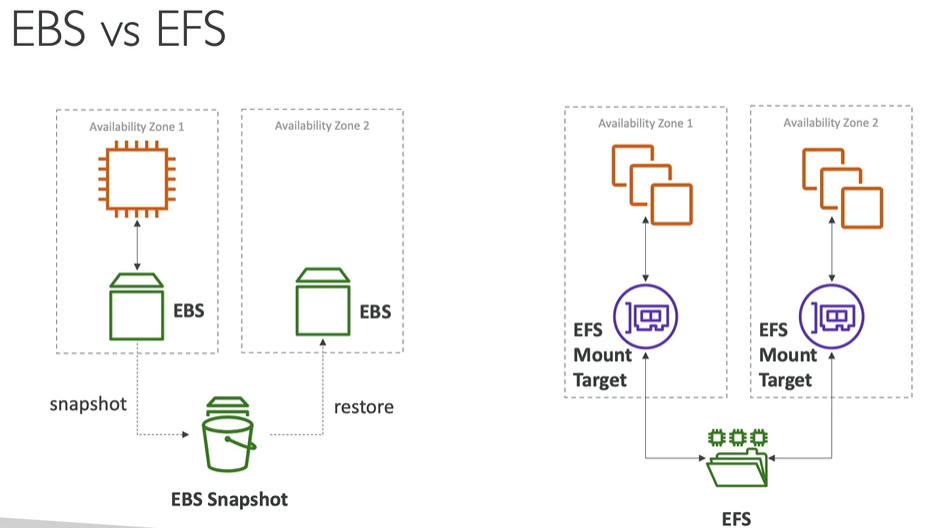 EBS vs EFS
Availability Zone 1
Availability Zone 2
EBS
EBS
snapshot
restore
EBS Snapshot
Availability Zone 1
Availability Zone 2
EFS
Mount
Target
EFS
Mount
Target
EFS